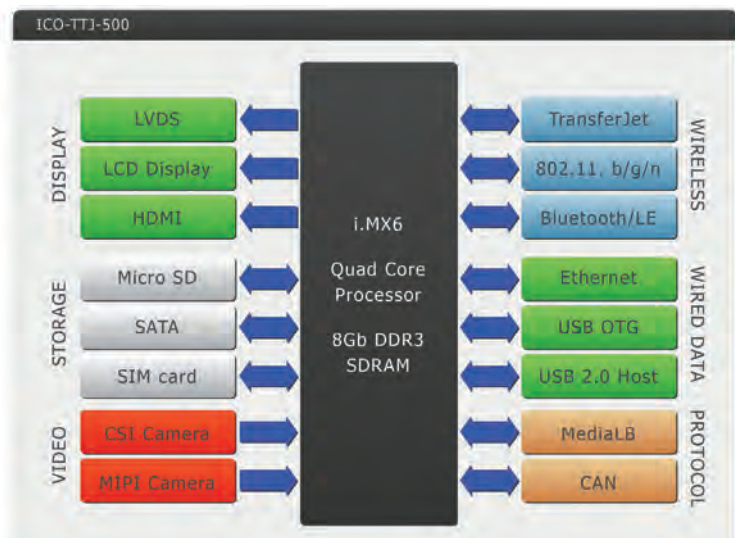 ICO-TTJ-500
DISPLAY
LVDS
LCD Display
HDMI
STORAGE
Micro SD
SATA
SIM card
VIDEO
CSI Camera
MIPI Camera
i.MX6
Quad Core
Processor
8Gb DDR3
SDRAM
TransferJet
802.11. b/g/n
Bluetooth/LE
WIRELESS
Ethernet
USB OTG
USB 2.0 Host
WIRED DATA
MediaLB
CAN
PROTOCOL